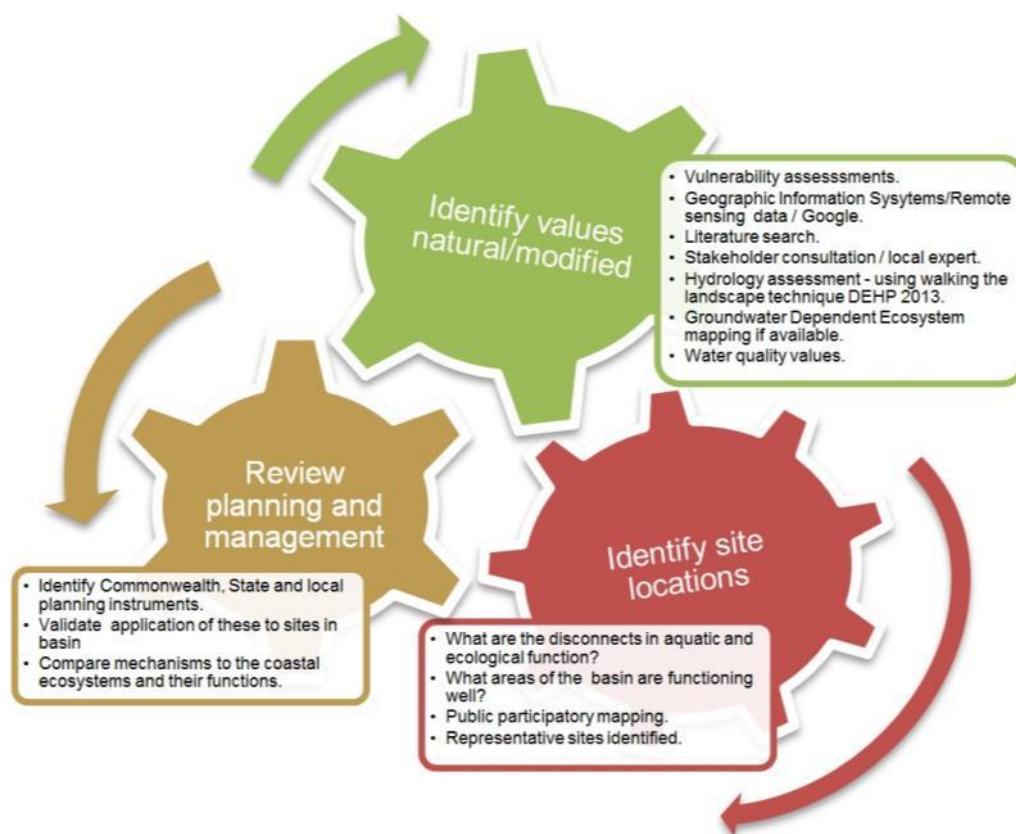 Identify values
natural/modified
• Vulnerability assesssments.
• Geographic Information Sysytems/Remote
sensing data / Google.
• Literature search.
• Stakeholder consultation / local expert.
• Hydrology assessment - using walking the
landscape technique DEHP 2013.
• Groundwater Dependent Ecosystem
mapping if available.
• Water quality values.
Review
planning and
management
• Identify Commonwealth, State and local
planning instruments.
• Validate application of these to sites in
basin
• Compare mechanisms to the coastal
ecosystems and their functions.
Identify site
locations
• What are the disconnects in aquatic and
ecological function?
• What areas of the basin are functioning
well?
• Public participatory mapping.
• Representative sites identified.